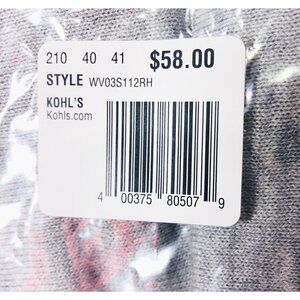 210 40 41 $58.00
STYLE WV03S112RH
KOHL'S
Kohls.com
4 00375 80507 9